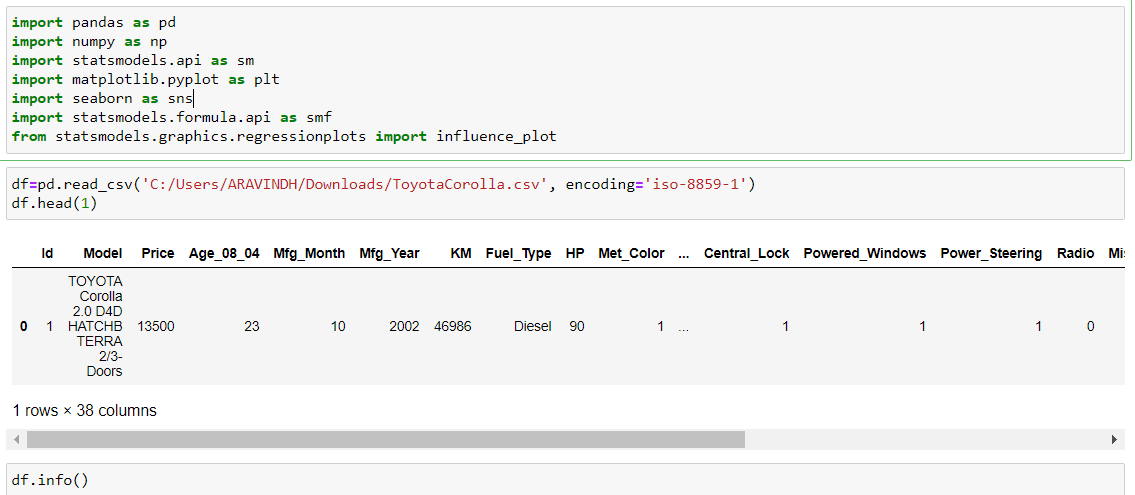 import pandas as pd
import numpy as np
import statsmodels.api as sm
import matplotlib.pyplot as plt
import seaborn as sns
import statsmodels.formula.api as smf
from statsmodels.graphics.regressionplots import influence_plot
df=pd.read_csv('C:/Users/ARAVINDH/Downloads/ToyotaCorolla.csv', encoding='iso-8859-1')
df.head(1)
Id Model Price Age_08_04 Mfg_Month Mfg_Year KM Fuel_Type HP Met_Color ... Central_Lock Powered_Windows Power_Steering Radio
TOYOTA
Corolla
2.0 D4D
0 1 HATCHB 13500 23 10 2002 46986 Diesel 90 1 ... 1 1 1 0
TERRA
2/3-
Doors
1 rows × 38 columns
df.info()